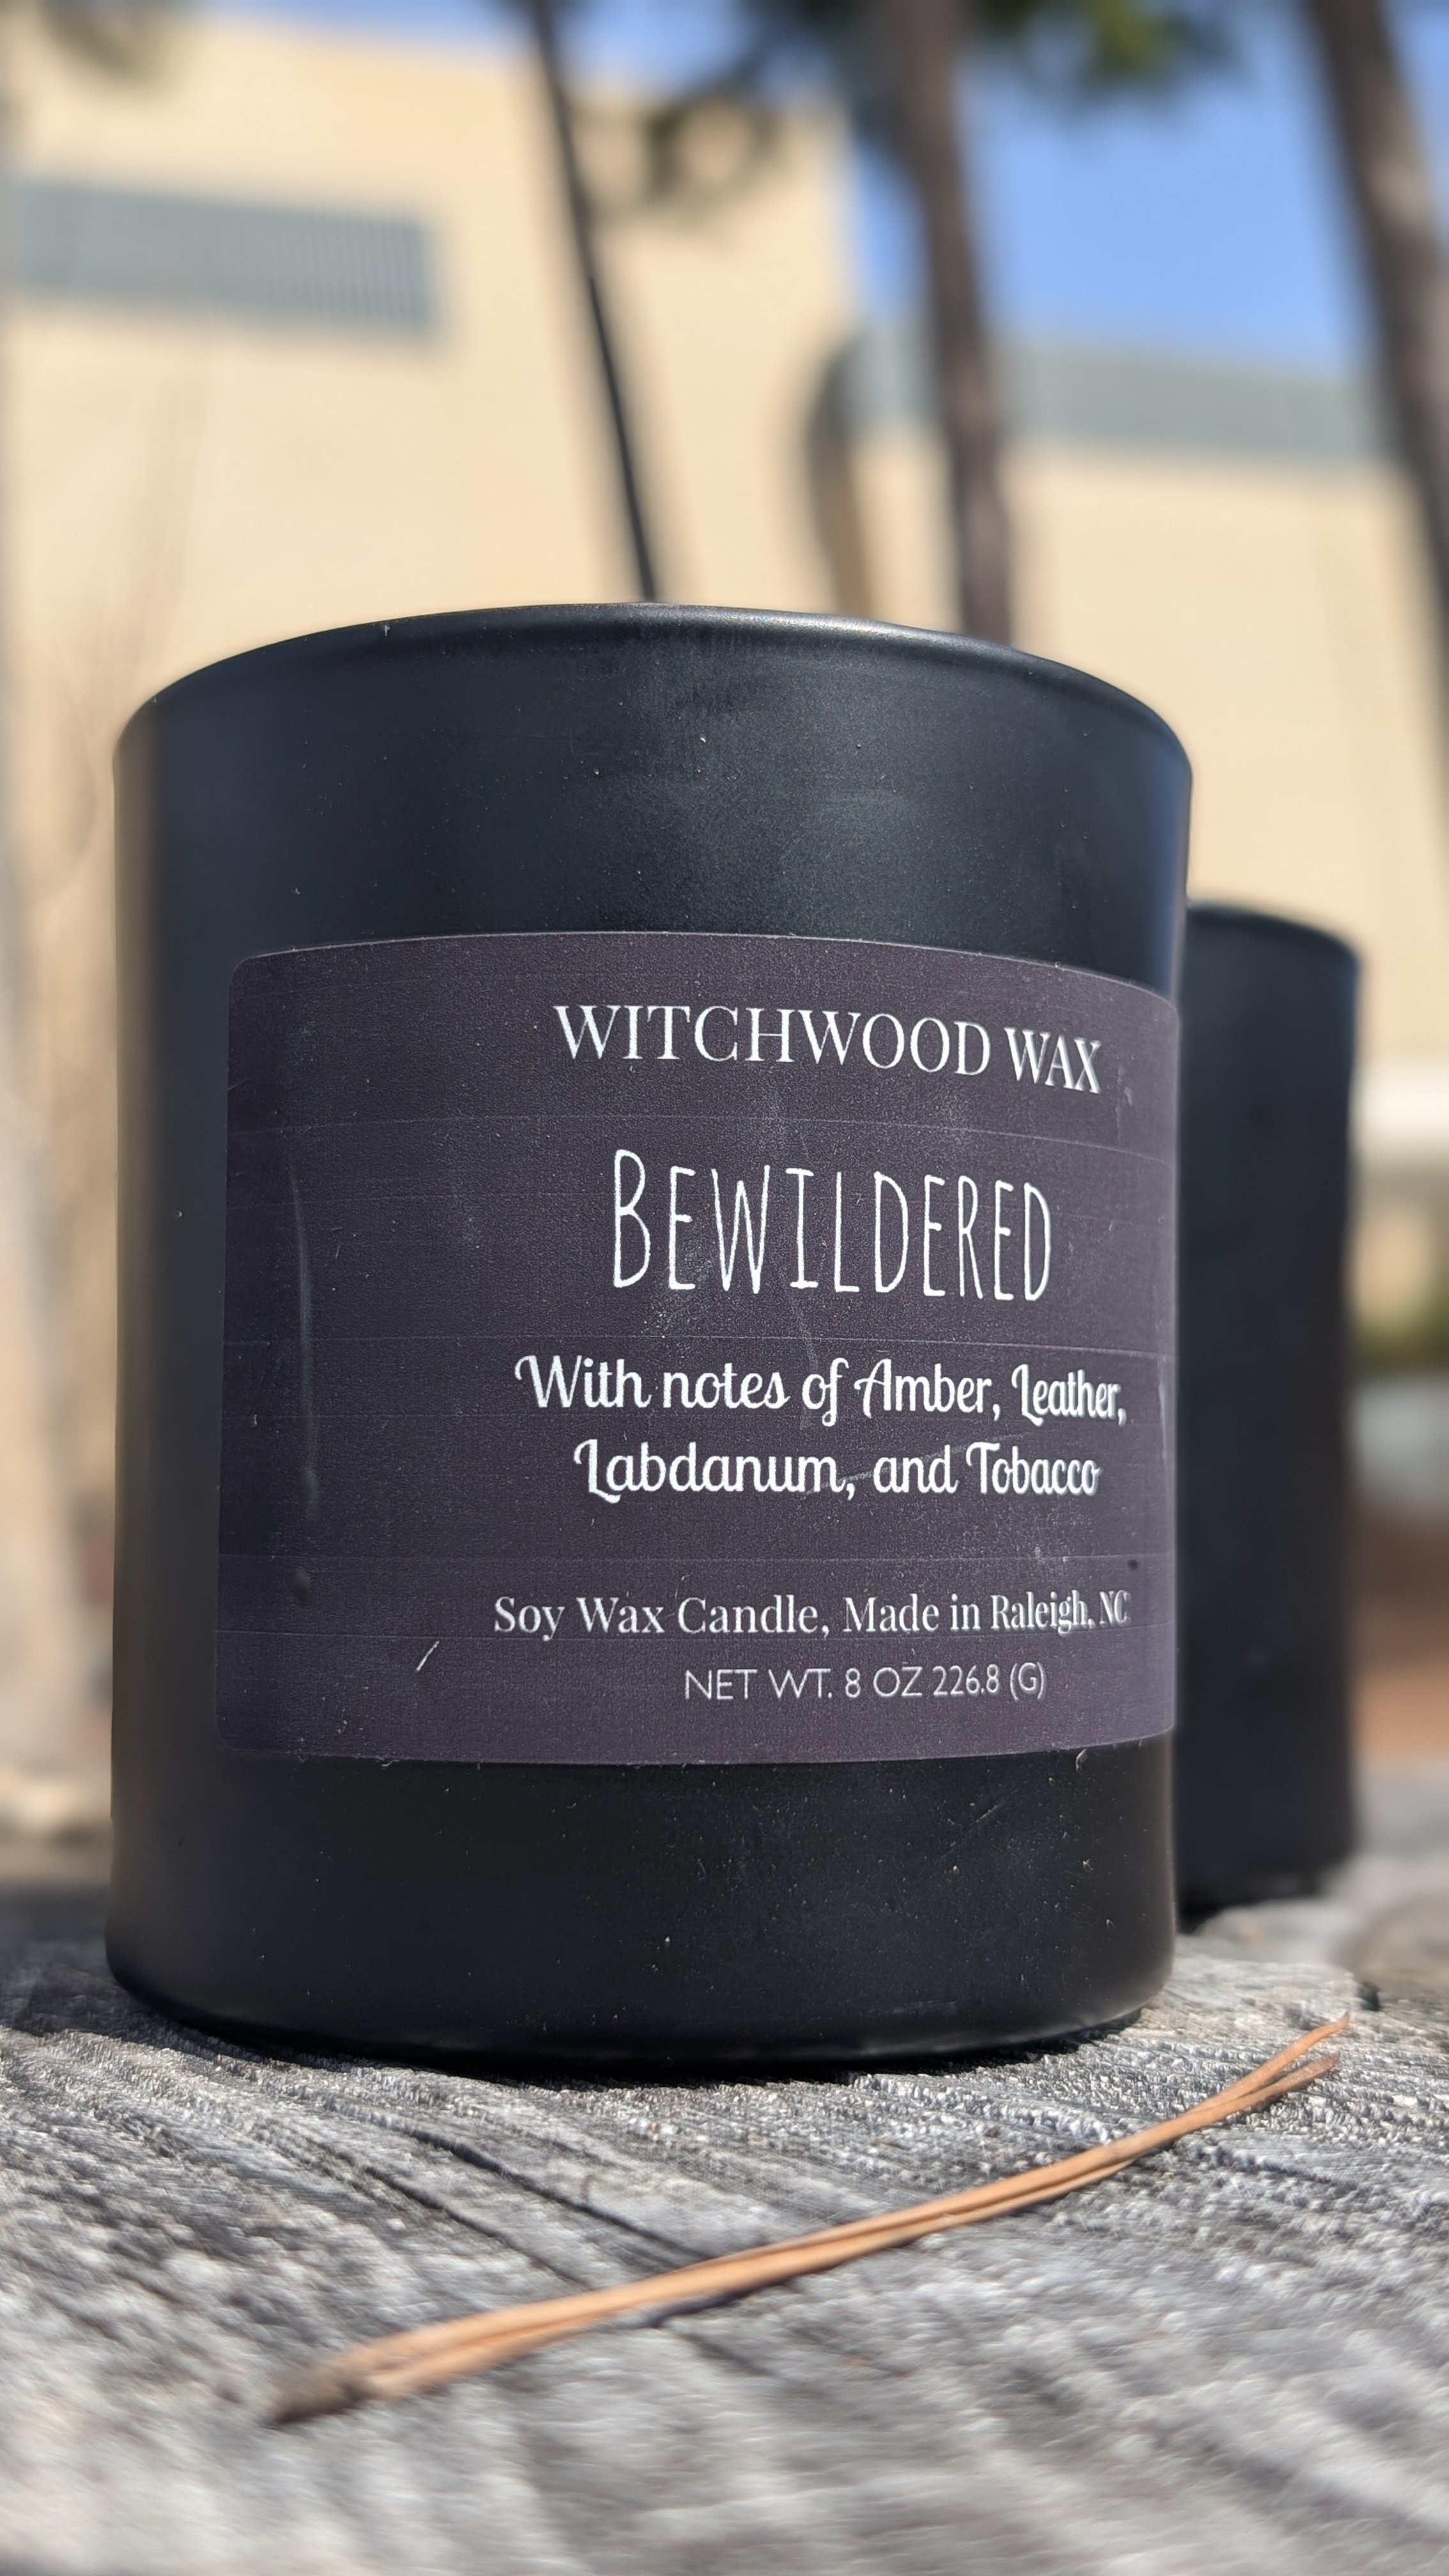 WITCHWOOD WAX
BEWILDERED
With notes of Amber, Leather,
Labdanum, and Tobacco
Soy Wax Candle, Made in Raleigh, NC
NET WT. 8 OZ 226.8 (G)